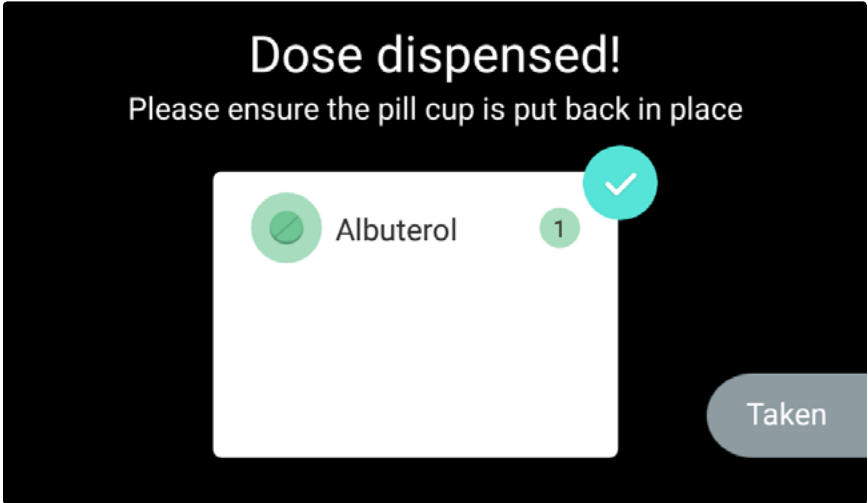 Dose dispensed!
Please ensure the pill cup is put back in place
Albuterol 1
Taken